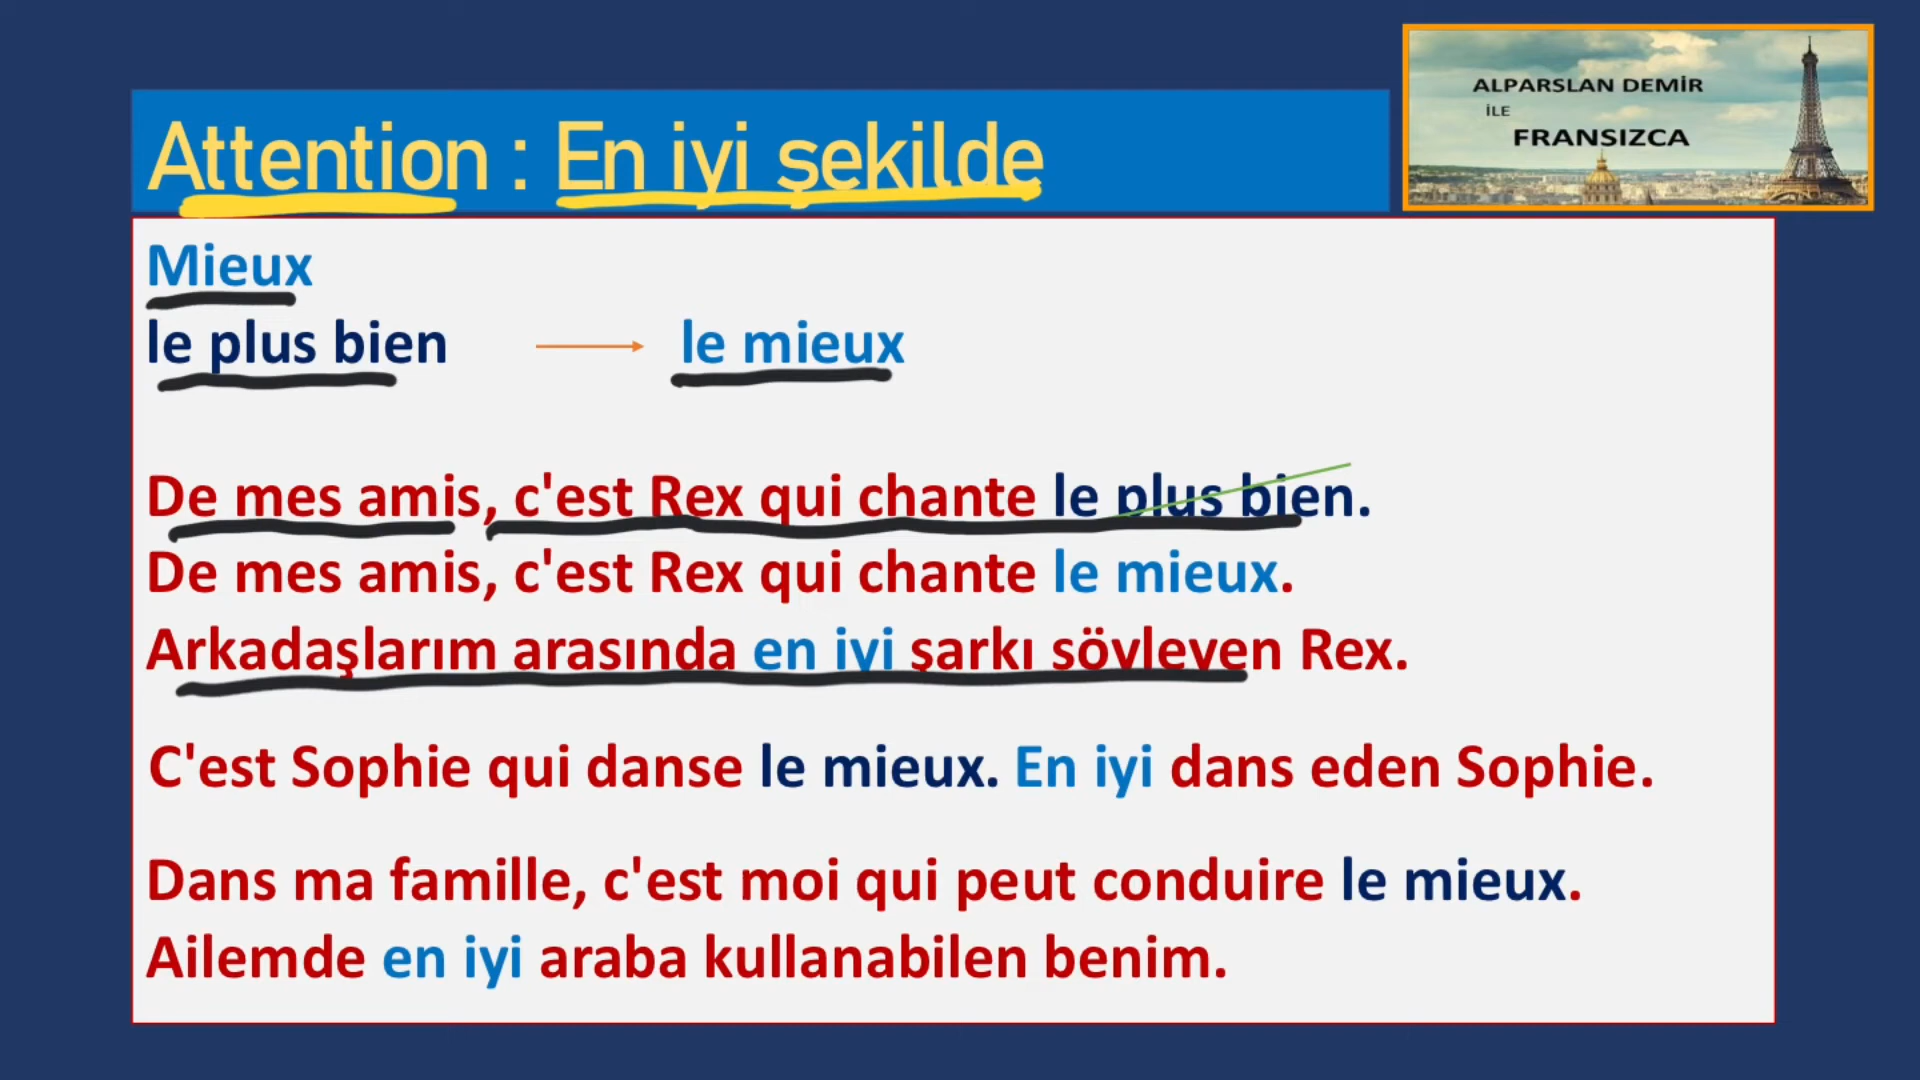 ALPARSLAN DEMİR
İLE
FRANSIZCA
Attention : En iyi şekilde
Mieux
le plus bien le mieux
De mes amis, c'est Rex qui chante le plus bien.
De mes amis, c'est Rex qui chante le mieux.
Arkadaşlarım arasında en iyi şarkı söyleyen Rex.
C'est Sophie qui danse le mieux. En iyi dans eden Sophie.
Dans ma famille, c'est moi qui peut conduire le mieux.
Ailemde en iyi araba kullanabilen benim.